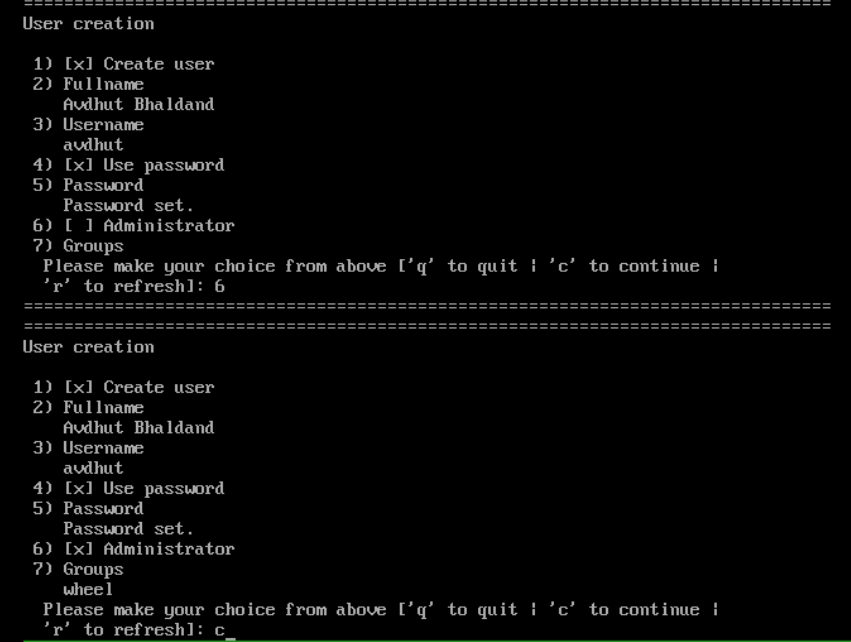 ================================================================================
User creation
1) [x] Create user
2) Fullname
Avdhut Bhaldand
3) Username
avdhut
4) [x] Use password
5) Password
Password set.
6) [ ] Administrator
7) Groups
Please make your choice from above ['q' to quit | 'c' to continue |
'r' to refresh]: 6
================================================================================
================================================================================
User creation
1) [x] Create user
2) Fullname
Avdhut Bhaldand
3) Username
avdhut
4) [x] Use password
5) Password
Password set.
6) [x] Administrator
7) Groups
wheel
Please make your choice from above ['q' to quit | 'c' to continue |
'r' to refresh]: c_